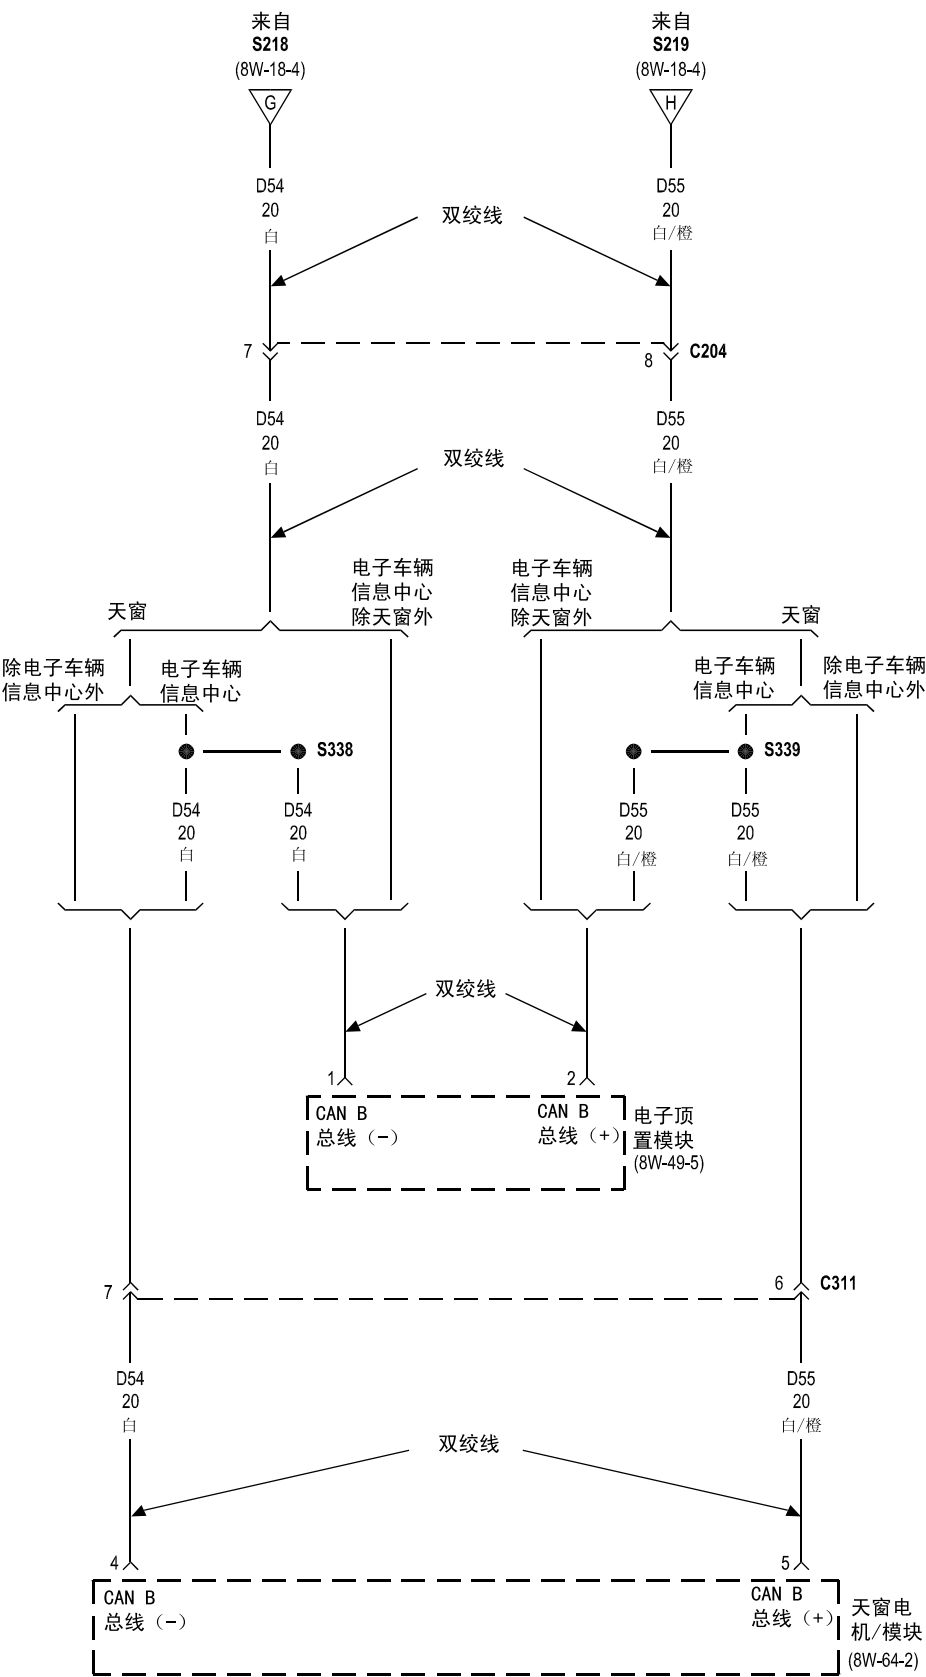 来自
S218
(8W-18-4)
G
来自
S219
(8W-18-4)
H
D54
20
白
双绞线
D55
20
白/橙
7
8
C204
D54
20
白
双绞线
D55
20
白/橙
天窗
电子车辆
信息中心
除天窗外
电子车辆
信息中心
除天窗外
天窗
除电子车辆
信息中心外
电子车辆
信息中心
电子车辆
信息中心
除电子车辆
信息中心外
S338
S339
D54
20
白
D54
20
白
D55
20
白/橙
D55
20
白/橙
双绞线
1
2
CAN B
总线（-）
CAN B
总线（+）
电子顶
置模块
(8W-49-5)
7
6
C311
D54
20
白
D55
20
白/橙
双绞线
4
5
CAN B
总线（-）
CAN B
总线（+）
天窗电
机/模块
(8W-64-2)